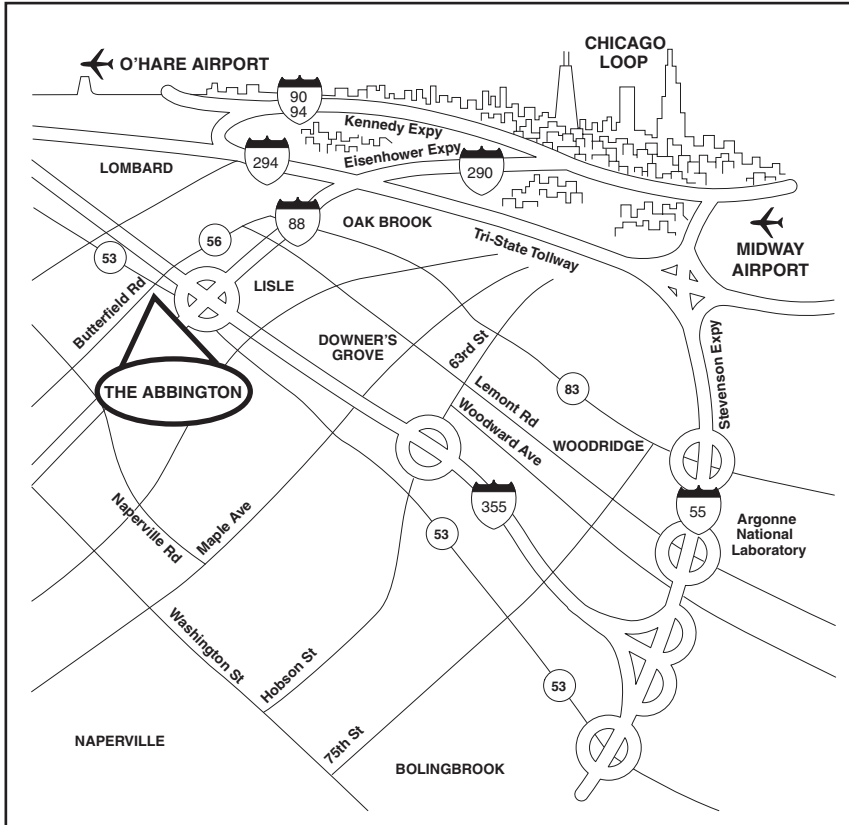 CHICAGO
LOOP
O'HARE AIRPORT
90
94
Kennedy Expy
Eisenhower Expy
LOMBARD
294
290
88
OAK BROOK
56
53
Tri-State Tollway
MIDWAY
AIRPORT
LISLE
Butterfield Rd
DOWNER'S
GROVE
63rd St
Stevenson Expy
THE ABBINGTON
Lemont Rd
83
Woodward Ave
WOODRIDGE
355
55
Naperville Rd
Maple Ave
53
Argonne
National
Laboratory
Washington St
Hobson St
53
75th St
NAPERVILLE
BOLINGBROOK